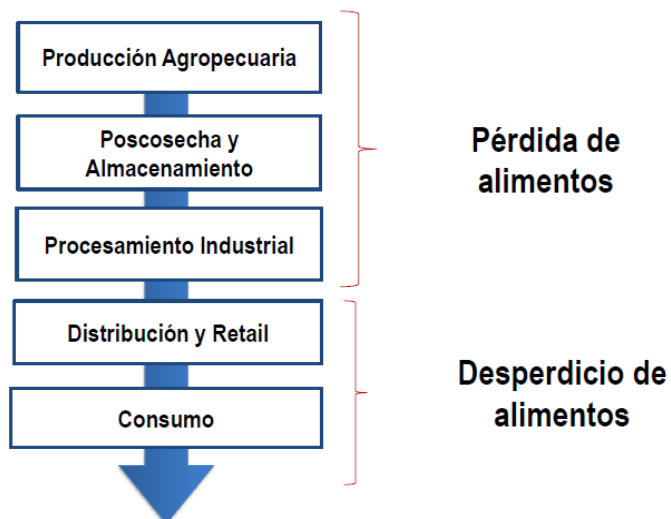 Producción Agropecuaria
Poscosecha y
Almacenamiento
Procesamiento Industrial
Pérdida de
alimentos
Distribución y Retail
Consumo
Desperdicio de
alimentos